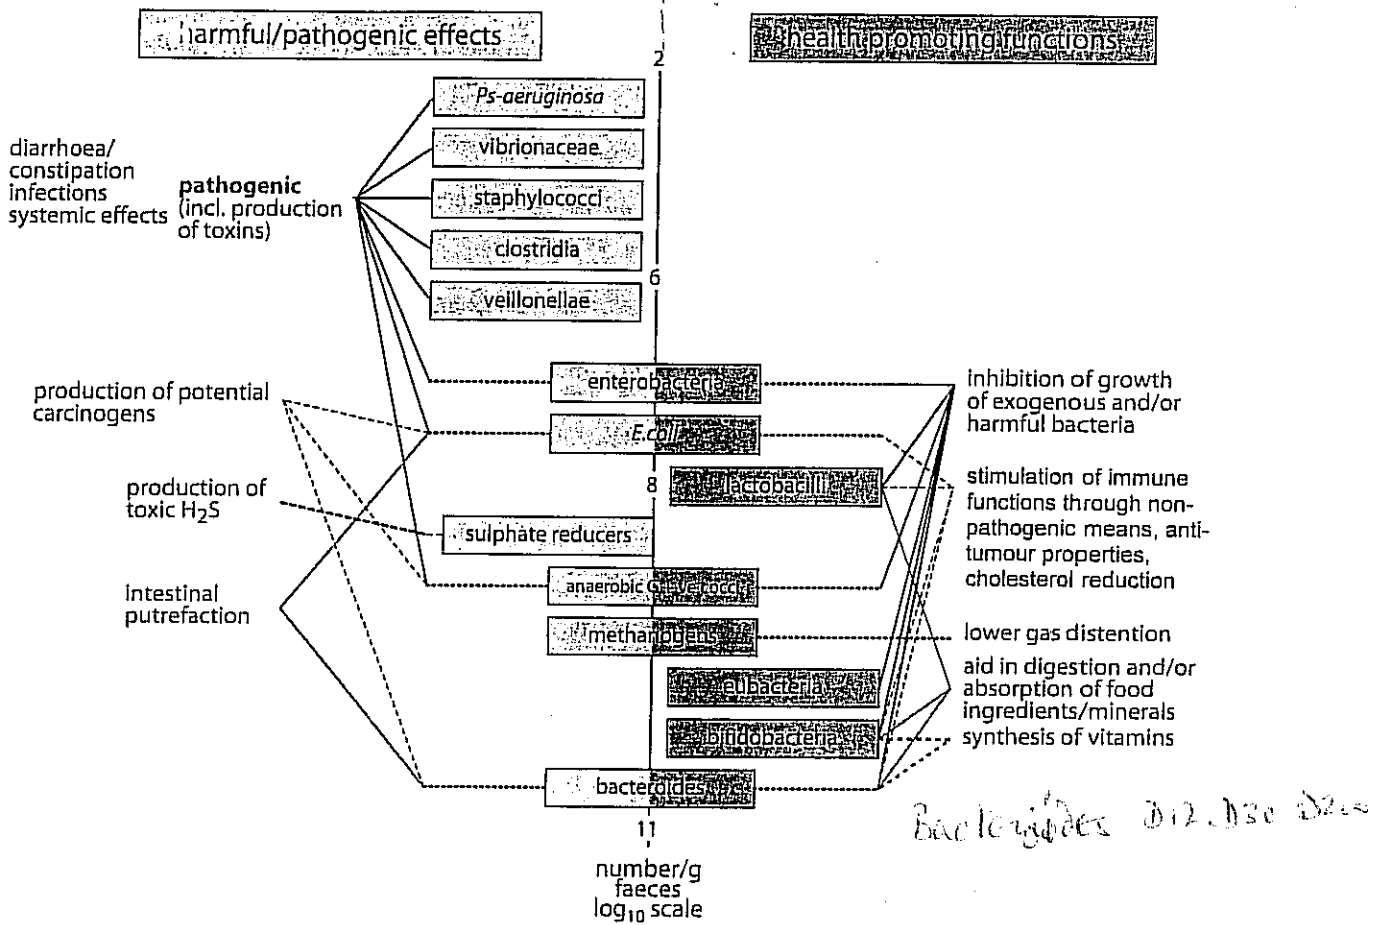 harmful/pathogenic effects
health promoting functions
2
Ps-aeruginosa
vibrionaceae
staphylococci
clostridia
6
veillonellae
diarrhoea/
constipation
infections
systemic effects
pathogenic
(incl. production
of toxins)
enterobacteria
E.coli
8
lactobacilli
sulphate reducers
anaerobic G+ve cocci
methanogens
eubacteria
bifidobacteria
bacteroides
11
number/g
faeces
log10 scale
production of potential
carcinogens
production of
toxic H2S
intestinal
putrefaction
inhibition of growth
of exogenous and/or
harmful bacteria
stimulation of immune
functions through non-
pathogenic means, anti-
tumour properties,
cholesterol reduction
lower gas distention
aid in digestion and/or
absorption of food
ingredients/minerals
synthesis of vitamins
Bacteroides